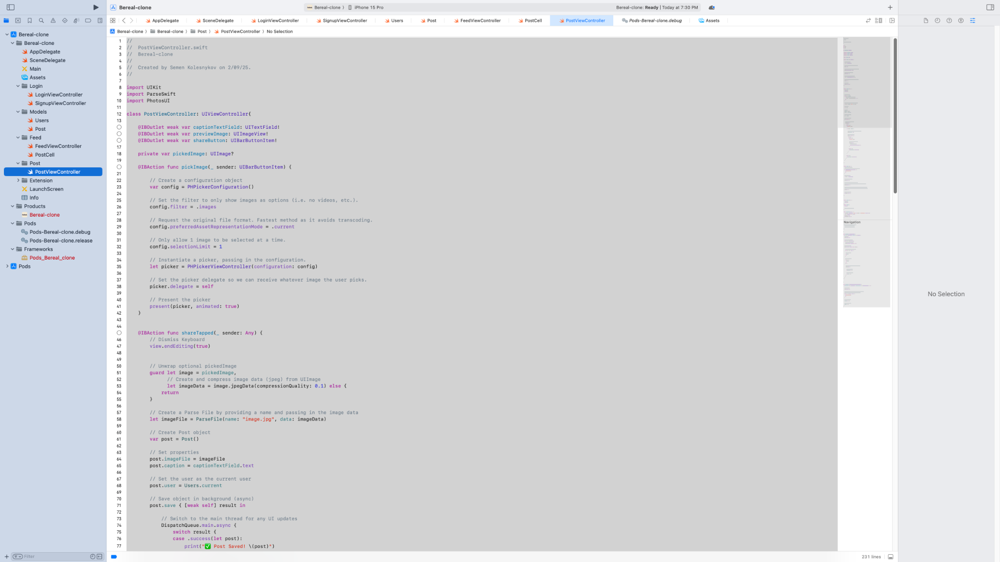 Bereal-clone
Bereal-clone 〉 iPhone 15 Pro
Bereal-clone: Ready | Today at 7:30 PM
AppDelegate SceneDelegate LoginViewController SignupViewController Users Post FeedViewController PostCell PostViewController Pods-Bereal-clone.debug Assets
Bereal-clone 〉 Bereal-clone 〉 Post 〉 PostViewController 〉 No Selection
Bereal-clone
Bereal-clone
AppDelegate
SceneDelegate
Main
Assets
Login
LoginViewController
SignupViewController
Models
Users
Post
Feed
FeedViewController
PostCell
Post
PostViewController
Extension
LaunchScreen
Info
Products
Bereal-clone
Pods
Pods-Bereal-clone.debug
Pods-Bereal-clone.release
Frameworks
Pods_Bereal_clone
Pods
Filter
1 //
2 //  PostViewController.swift
3 //  Bereal-clone
4 //
5 //  Created by Semen Kolesnykov on 2/09/25.
6 //
7
8 import UIKit
9 import ParseSwift
10 import PhotosUI
11
12 class PostViewController: UIViewController{
13
@IBOutlet weak var captionTextField: UITextField!
@IBOutlet weak var previewImage: UIImageView!
@IBOutlet weak var shareButton: UIBarButtonItem!
17
18 private var pickedImage: UIImage?
19
@IBAction func pickImage(_ sender: UIBarButtonItem) {
21
22 // Create a configuration object
23 var config = PHPickerConfiguration()
24
25 // Set the filter to only show images as options (i.e. no videos, etc.).
26 config.filter = .images
27
28 // Request the original file format. Fastest method as it avoids transcoding.
29 config.preferredAssetRepresentationMode = .current
30
31 // Only allow 1 image to be selected at a time.
32 config.selectionLimit = 1
33
34 // Instantiate a picker, passing in the configuration.
35 let picker = PHPickerViewController(configuration: config)
36
37 // Set the picker delegate so we can receive whatever image the user picks.
38 picker.delegate = self
39
40 // Present the picker
41 present(picker, animated: true)
42 }
43
44
@IBAction func shareTapped(_ sender: Any) {
46 // Dismiss Keyboard
47 view.endEditing(true)
48
49
50 // Unwrap optional pickedImage
51 guard let image = pickedImage,
52 // Create and compress image data (jpeg) from UIImage
53 let imageData = image.jpegData(compressionQuality: 0.1) else {
54 return
55 }
56
57 // Create a Parse File by providing a name and passing in the image data
58 let imageFile = ParseFile(name: "image.jpg", data: imageData)
59
60 // Create Post object
61 var post = Post()
62
63 // Set properties
64 post.imageFile = imageFile
65 post.caption = captionTextField.text
66
67 // Set the user as the current user
68 post.user = Users.current
69
70 // Save object in background (async)
71 post.save { [weak self] result in
72
73 // Switch to the main thread for any UI updates
74 DispatchQueue.main.async {
75 switch result {
76 case .success(let post):
77 print("✅ Post Saved! \(post)")
Navigation
No Selection
231 lines